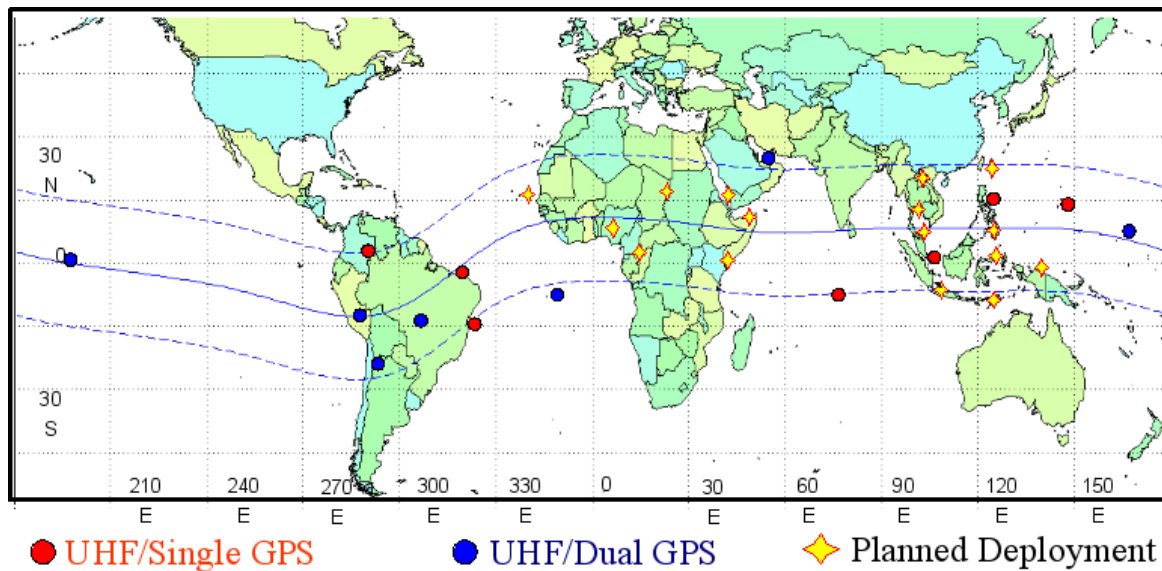 30
N
0
30
S
210 240 270 300 330 0 30 60 90 120 150
E E E E E E E E E E
UHF/Single GPS UHF/Dual GPS Planned Deployment